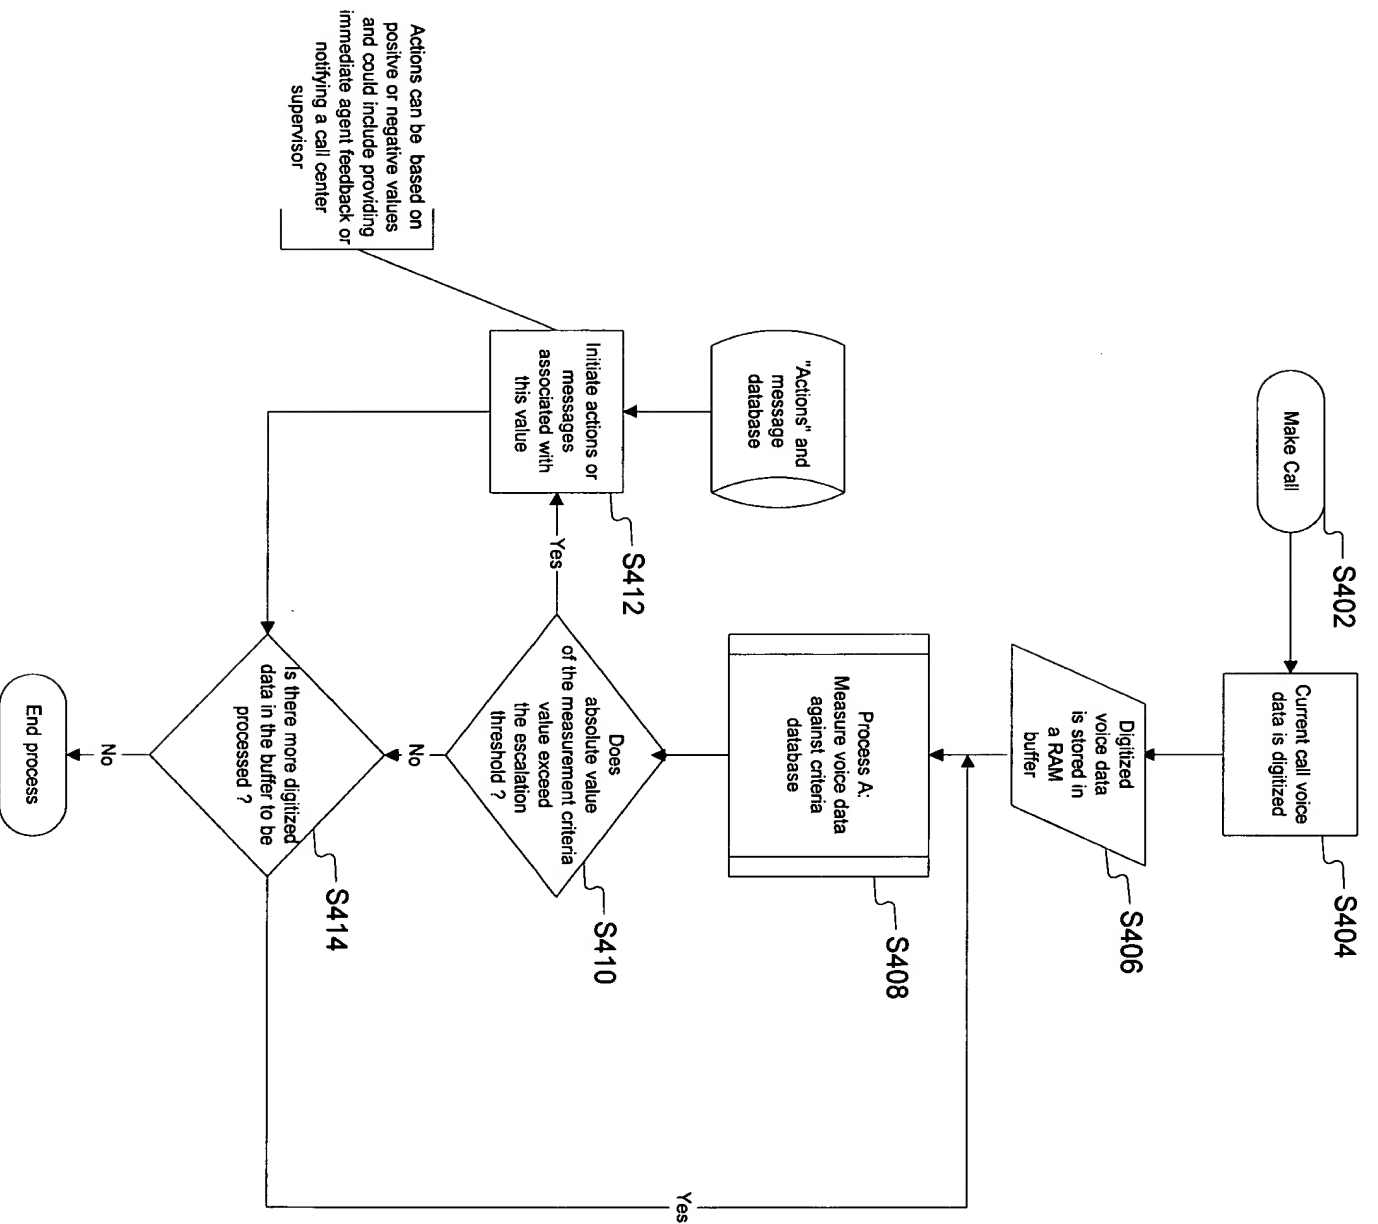 Make Call
S402
Current call voice
data is digitized
S404
Digitized
voice data
is stored in
a RAM
buffer
S406
Process A:
Measure voice data
against criteria
database
S408
"Actions" and
message
database
Does
absolute value
of the measurement criteria
value exceed
the escalation
threshold ?
S410
Yes
No
Initiate actions or
messages
associated with
this value
S412
Actions can be based on
positve or negative values
and could include providing
immediate agent feedback or
notifying a call center
supervisor
Is there more digitized
data in the buffer to be
processed ?
S414
Yes
No
End process